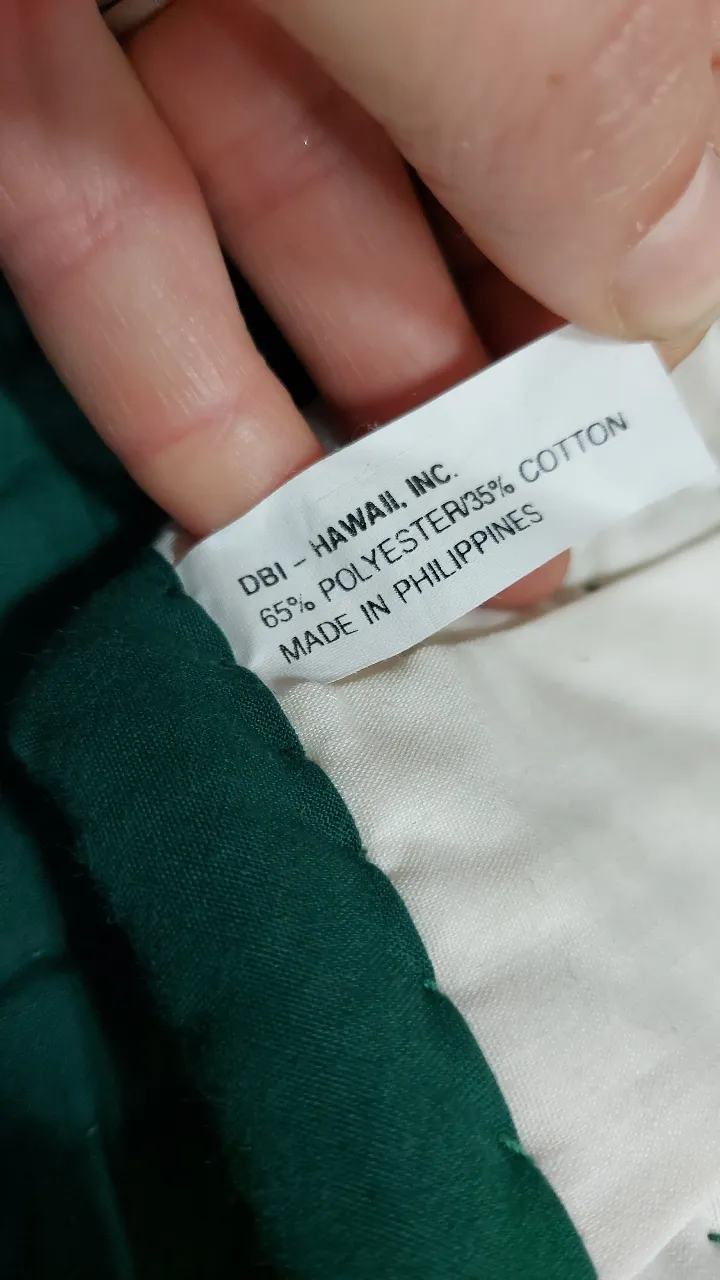 DBI – HAWAII, INC.
65% POLYESTER/35% COTTON
MADE IN PHILIPPINES